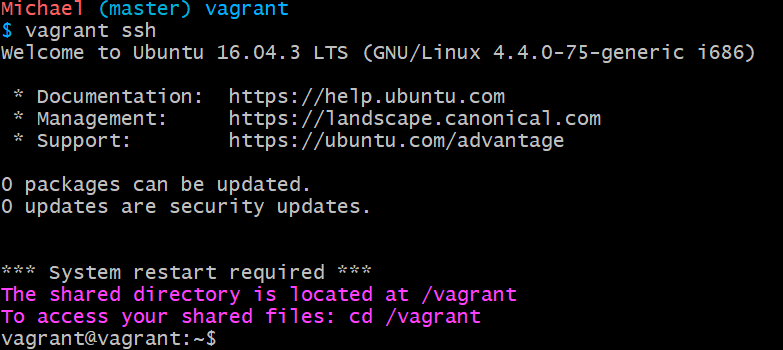 Michael (master) vagrant
$ vagrant ssh
Welcome to Ubuntu 16.04.3 LTS (GNU/Linux 4.4.0-75-generic i686)
* Documentation:  https://help.ubuntu.com
* Management:     https://landscape.canonical.com
* Support:        https://ubuntu.com/advantage
0 packages can be updated.
0 updates are security updates.
*** System restart required ***
The shared directory is located at /vagrant
To access your shared files: cd /vagrant
vagrant@vagrant:~$